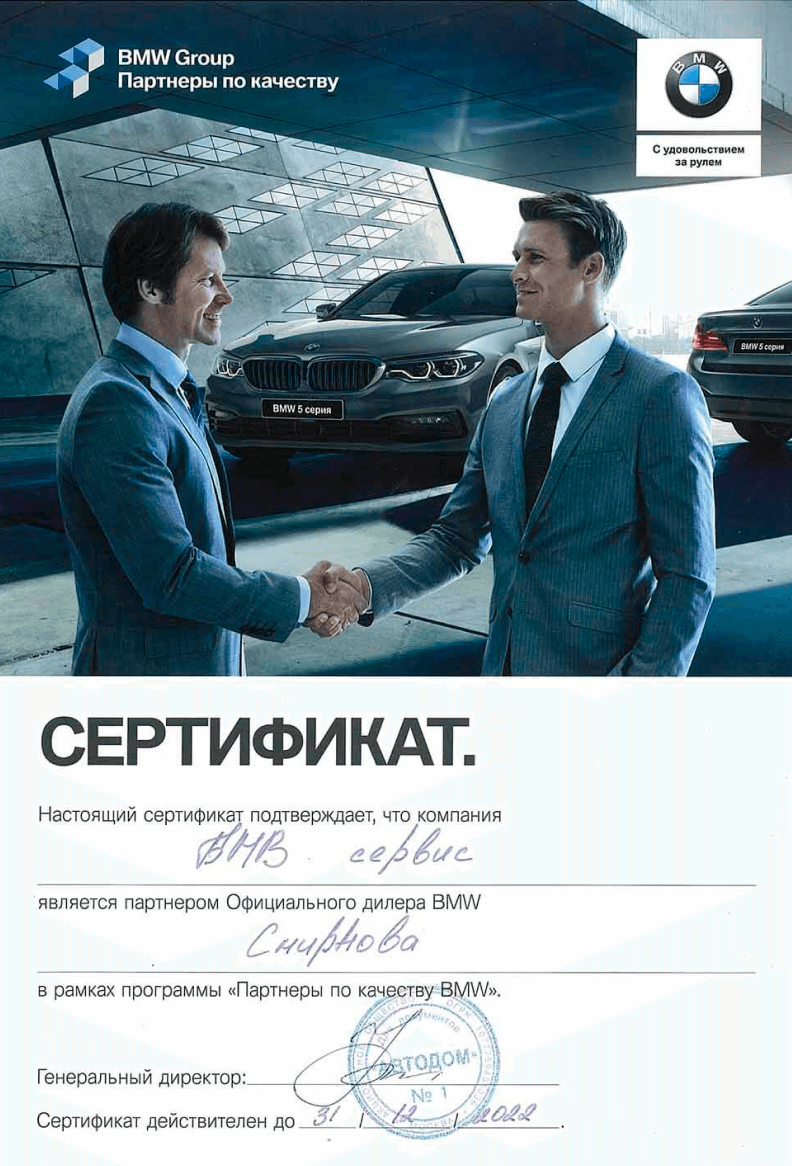 BMW Group
Партнеры по качеству
BMW
С удовольствием
за рулем
BMW 5 серия
BMW 5 серия
СЕРТИФИКАТ.
Настоящий сертификат подтверждает, что компания
БМВ сервис
является партнером Официального дилера BMW
Смирнова
в рамках программы «Партнеры по качеству BMW».
Для документов
АВТОДОМ
№ 1
Генеральный директор:
Сертификат действителен до 31 / 12 / 2022.